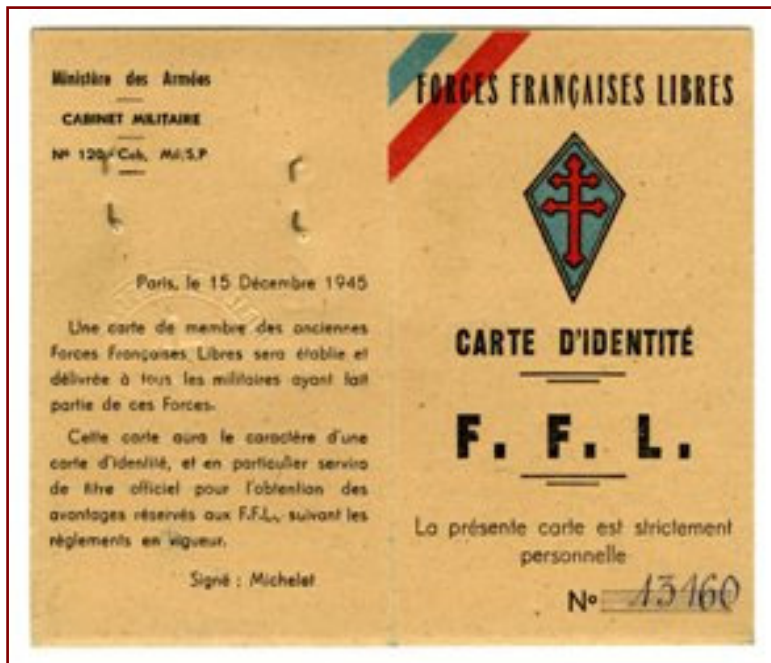 Ministère des Armées
CABINET MILITAIRE
Nº 120/Cab, Mil/S.P
Paris, le 15 Décembre 1945
Une carte de membre des anciennes
Forces Françaises Libres sera établie et
délivrée à tous les militaires ayant fait
partie de ces Forces.
Cette carte aura le caractère d'une
carte d'identité, et en particulier servira
de titre officiel pour l'obtention des
avantages réservés aux F.F.L., suivant les
règlements en vigueur.
Signé : Michelet
FORCES FRANÇAISES LIBRES
CARTE D'IDENTITÉ
F. F. L.
La présente carte est strictement
personnelle
Nº 13160